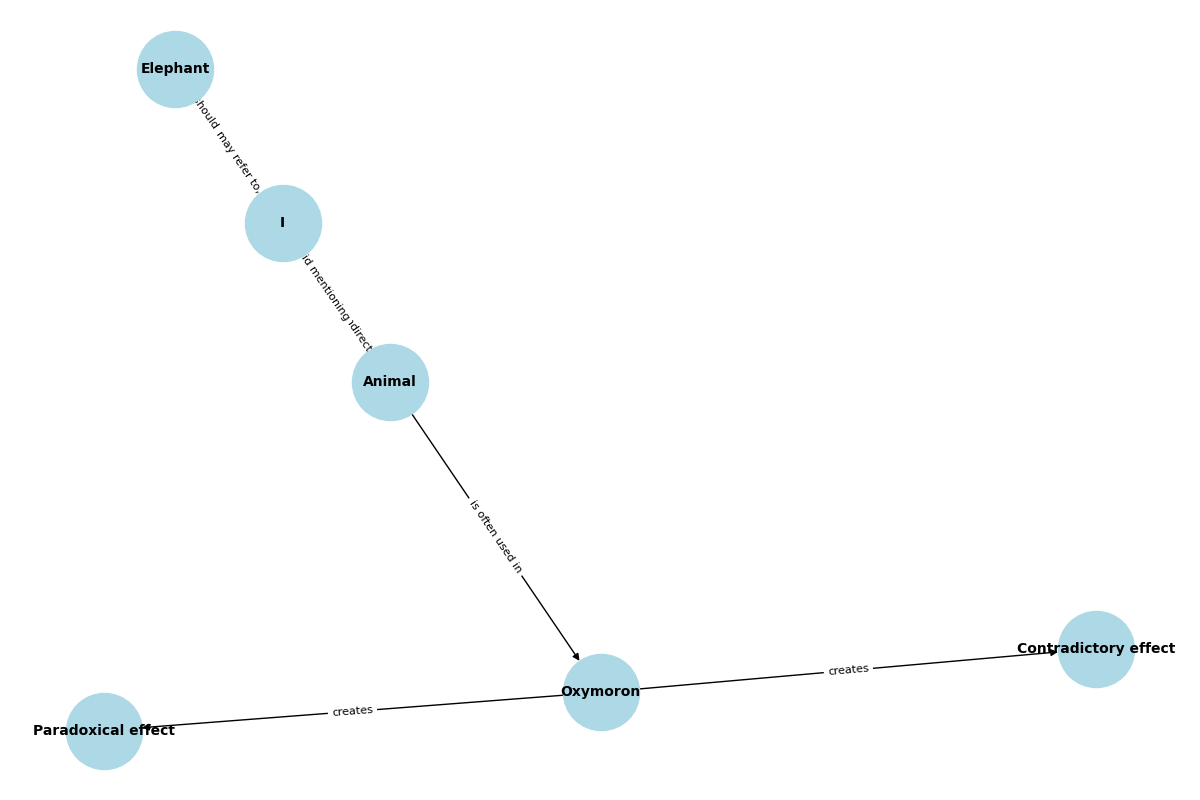 Elephant
should may refer to,
I
mentioning direct
Animal
is often used in
Oxymoron
creates
Contradictory effect
creates
Paradoxical effect